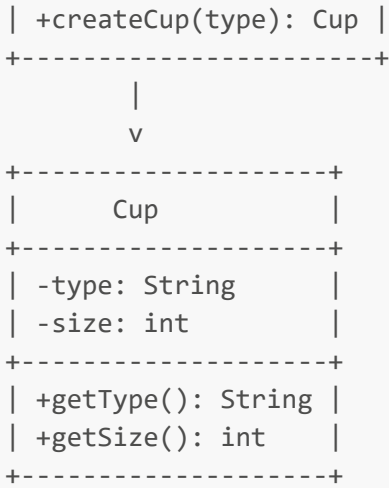 | +createCup(type): Cup |
+-----------------------+
        |
        v
+--------------------+
|      Cup           |
+--------------------+
| -type: String      |
| -size: int         |
+--------------------+
| +getType(): String |
| +getSize(): int    |
+--------------------+